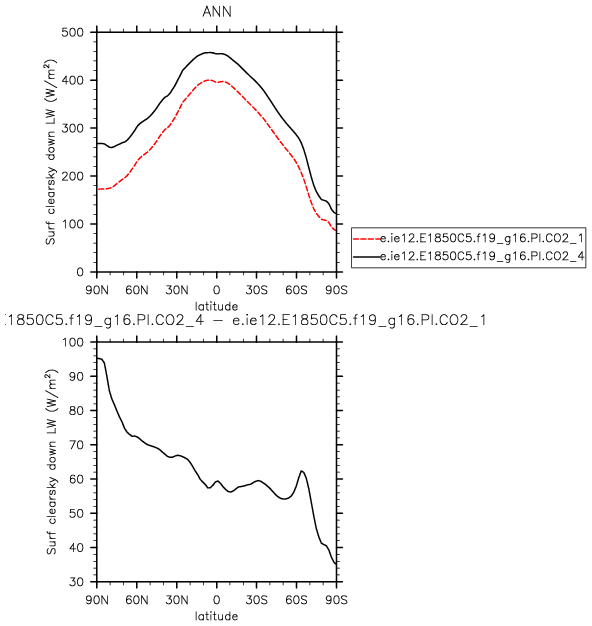 ANN
500
400
300
200
100
0
Surf clearsky down LW (W/m²)
90N 60N 30N 0 30S 60S 90S
latitude
e.ie12.E1850C5.f19_g16.PI.CO2_1
e.ie12.E1850C5.f19_g16.PI.CO2_4
.1850C5.f19_g16.PI.CO2_4 − e.ie12.E1850C5.f19_g16.PI.CO2_1
100
90
80
70
60
50
40
30
Surf clearsky down LW (W/m²)
90N 60N 30N 0 30S 60S 90S
latitude